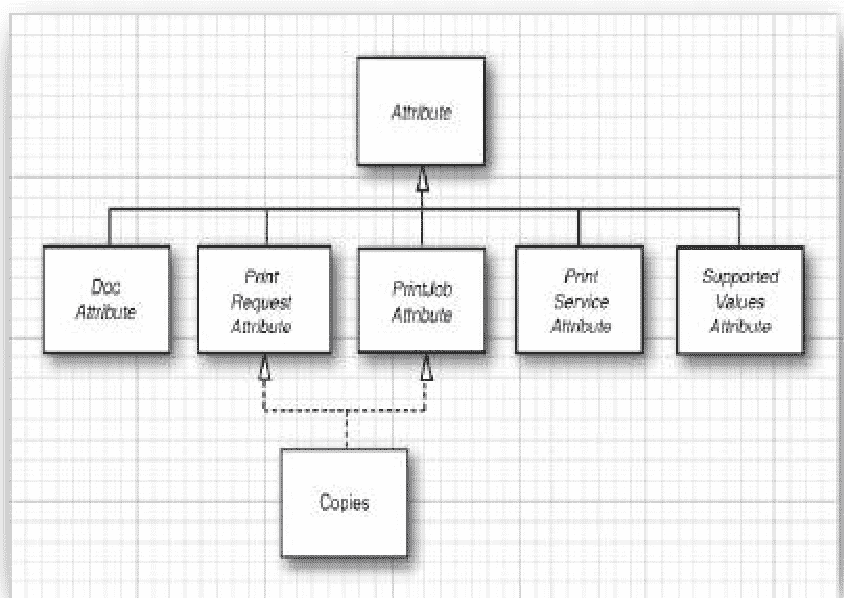 Attribute
Doc
Attribute
Print
Request
Attribute
PrintJob
Attribute
Print
Service
Attribute
Supported
Values
Attribute
Copies